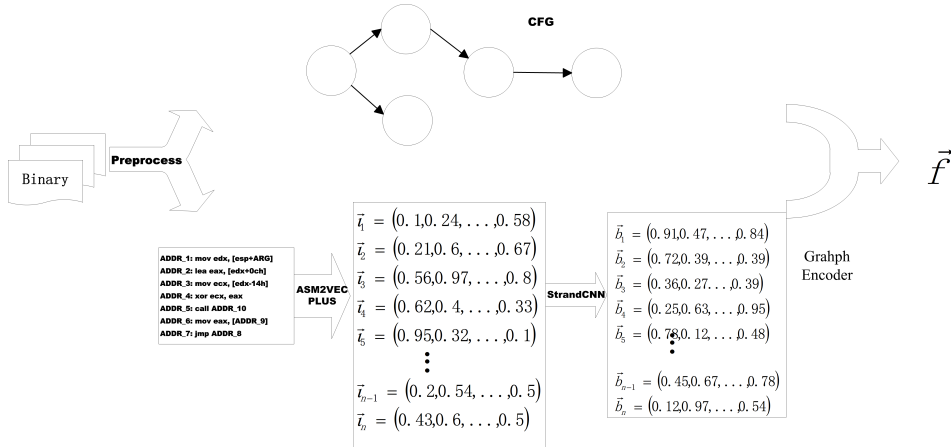 CFG
Binary
Preprocess
ADDR_1: mov edx, [esp+ARG]
ADDR_2: lea eax, [edx+0ch]
ADDR_3: mov ecx, [edx-14h]
ADDR_4: xor ecx, eax
ADDR_5: call ADDR_10
ADDR_6: mov eax, [ADDR_9]
ADDR_7: jmp ADDR_8
ASM2VEC
PLUS
i⃗₁ = (0.1,0.24,...,0.58)
i⃗₂ = (0.21,0.6,...,0.67)
i⃗₃ = (0.56,0.97,...,0.8)
i⃗₄ = (0.62,0.4,...,0.33)
i⃗₅ = (0.95,0.32,...,0.1)
⋮
i⃗ₙ₋₁ = (0.2,0.54,...,0.5)
i⃗ₙ = (0.43,0.6,...,0.5)
StrandCNN
b⃗₁ = (0.91,0.47,...,0.84)
b⃗₂ = (0.72,0.39,...,0.39)
b⃗₃ = (0.36,0.27,...,0.39)
b⃗₄ = (0.25,0.63,...,0.95)
b⃗₅ = (0.78,0.12,...,0.48)
⋮
b⃗ₙ₋₁ = (0.45,0.67,...,0.78)
b⃗ₙ = (0.12,0.97,...,0.54)
Grahph
Encoder
f⃗